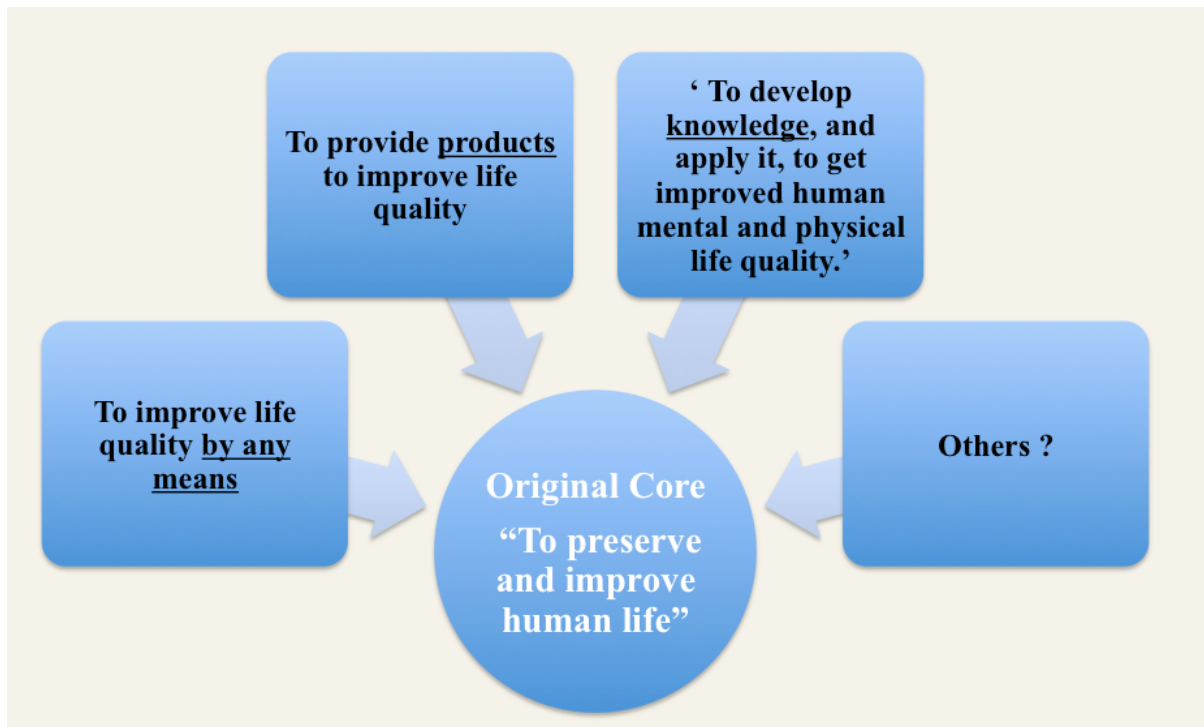 To provide products
to improve life
quality
‘ To develop
knowledge, and
apply it, to get
improved human
mental and physical
life quality.’
To improve life
quality by any
means
Others ?
Original Core
“To preserve
and improve
human life”